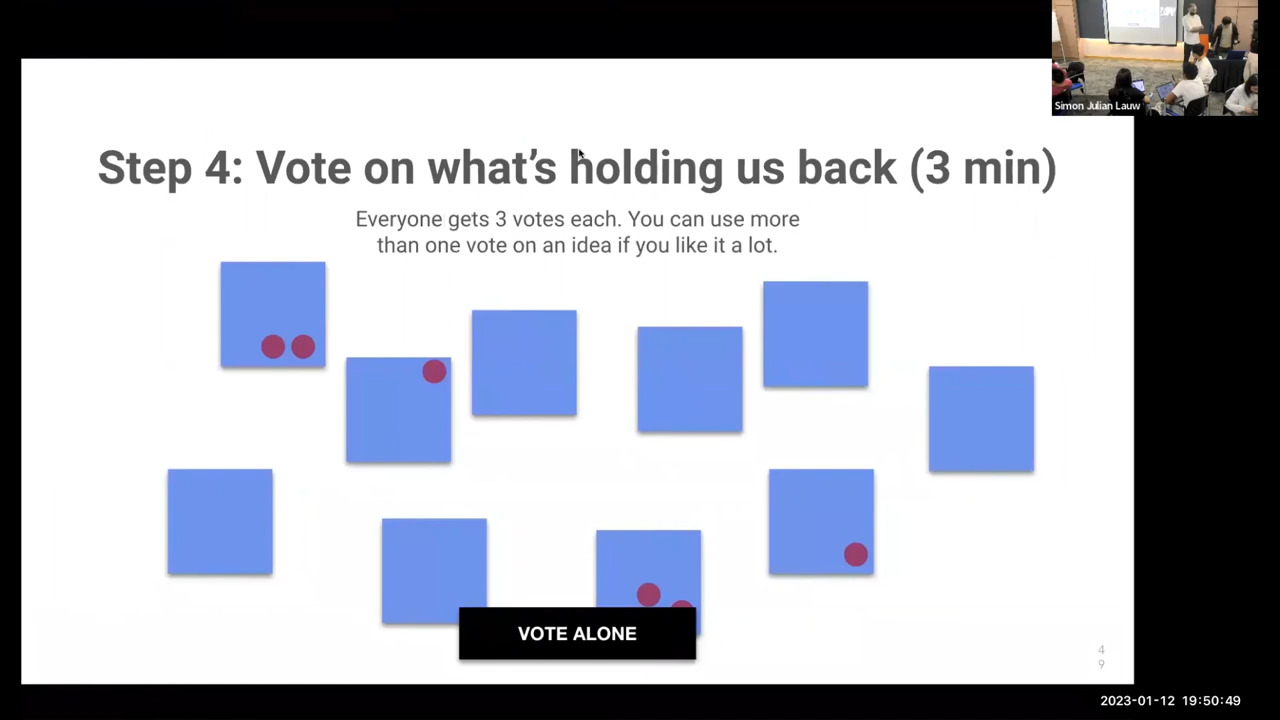 Simon Julian Lauw
Step 4: Vote on what’s holding us back (3 min)
Everyone gets 3 votes each. You can use more
than one vote on an idea if you like it a lot.
VOTE ALONE
4
9
2023-01-12 19:50:49